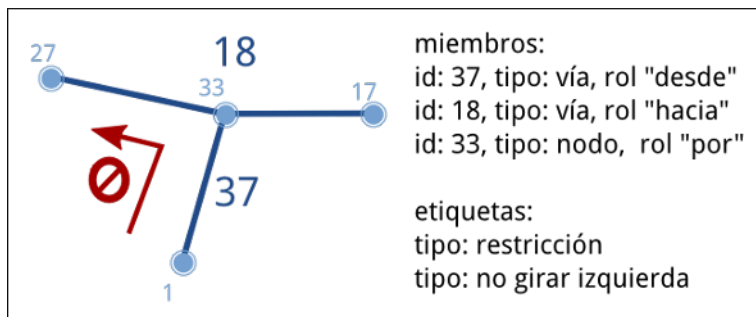 27
18
33
17
37
1
miembros:
id: 37, tipo: vía, rol "desde"
id: 18, tipo: vía, rol "hacia"
id: 33, tipo: nodo, rol "por"
etiquetas:
tipo: restricción
tipo: no girar izquierda